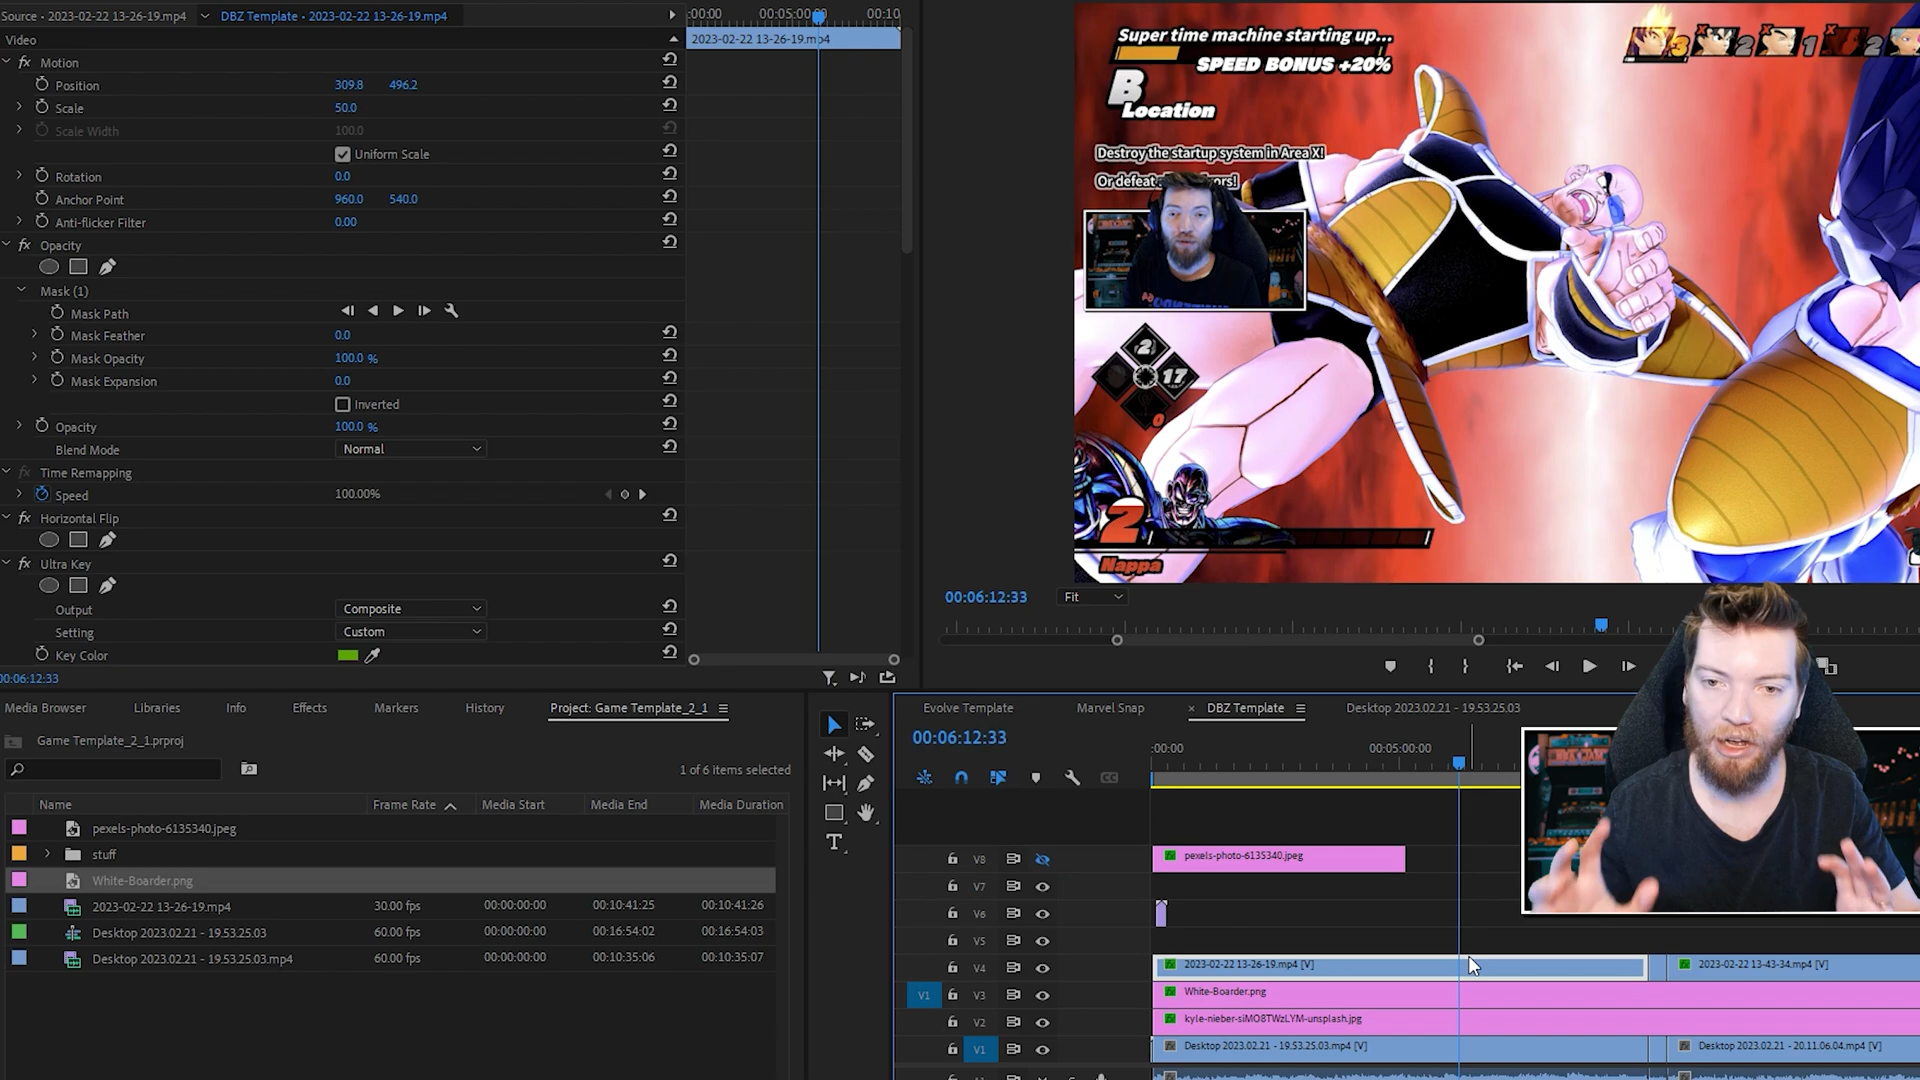 Source • 2023-02-22 13-26-19.mp4
DBZ Template • 2023-02-22 13-26-19.mp4
:00:00
00:05:00:00
00:10
Video
2023-02-22 13-26-19.mp4
fx Motion
Position 309.8 496.2
Scale 50.0
Scale Width 100.0
Uniform Scale
Rotation 0.0
Anchor Point 960.0 540.0
Anti-flicker Filter 0.00
fx Opacity
Mask (1)
Mask Path
Mask Feather 0.0
Mask Opacity 100.0 %
Mask Expansion 0.0
Inverted
Opacity 100.0 %
Blend Mode Normal
fx Time Remapping
Speed 100.00%
fx Horizontal Flip
fx Ultra Key
Output Composite
Setting Custom
Key Color
00:06:12:33
Super time machine starting up...
SPEED BONUS +20%
B
Location
Destroy the startup system in Area X!
Or defeat
3 2 1 2
2
17
0
2
Nappa
00:06:12:33
Fit
Media Browser
Libraries
Info
Effects
Markers
History
Project: Game Template_2_1
Game Template_2_1.prproj
1 of 6 items selected
Name Frame Rate Media Start Media End Media Duration
pexels-photo-6135340.jpeg
stuff
White-Boarder.png
2023-02-22 13-26-19.mp4 30.00 fps 00:00:00:00 00:10:41:25 00:10:41:26
Desktop 2023.02.21 - 19.53.25.03 60.00 fps 00:00:00:00 00:16:54:02 00:16:54:03
Desktop 2023.02.21 - 19.53.25.03.mp4 60.00 fps 00:00:00:00 00:10:35:06 00:10:35:07
T
Evolve Template
Marvel Snap
× DBZ Template
Desktop 2023.02.21 - 19.53.25.03
00:06:12:33
:00:00
00:05:00:00
CC
V8 pexels-photo-6135340.jpeg
V7
V6
V5
V4 2023-02-22 13-26-19.mp4 [V] 2023-02-22 13-43-34.mp4 [V]
V1 V3 White-Boarder.png
V2 kyle-nieber-siMO8TWzLYM-unsplash.jpg
V1 Desktop 2023.02.21 - 19.53.25.03.mp4 [V] Desktop 2023.02.21 - 20.11.06.04.mp4 [V]